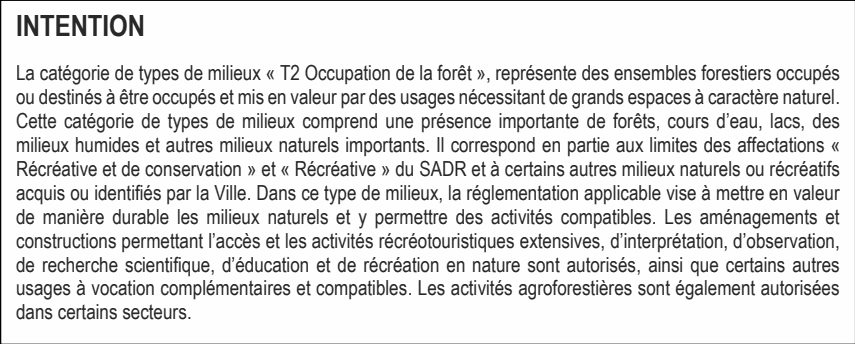 INTENTION
La catégorie de types de milieux « T2 Occupation de la forêt », représente des ensembles forestiers occupés
ou destinés à être occupés et mis en valeur par des usages nécessitant de grands espaces à caractère naturel.
Cette catégorie de types de milieux comprend une présence importante de forêts, cours d’eau, lacs, des
milieux humides et autres milieux naturels importants. Il correspond en partie aux limites des affectations «
Récréative et de conservation » et « Récréative » du SADR et à certains autres milieux naturels ou récréatifs
acquis ou identifiés par la Ville. Dans ce type de milieu, la réglementation applicable vise à mettre en valeur
de manière durable les milieux naturels et y permettre des activités compatibles. Les aménagements et
constructions permettant l’accès et les activités récréotouristiques extensives, d’interprétation, d’observation,
de recherche scientifique, d’éducation et de récréation en nature sont autorisés, ainsi que certains autres
usages à vocation complémentaires et compatibles. Les activités agroforestières sont également autorisées
dans certains secteurs.